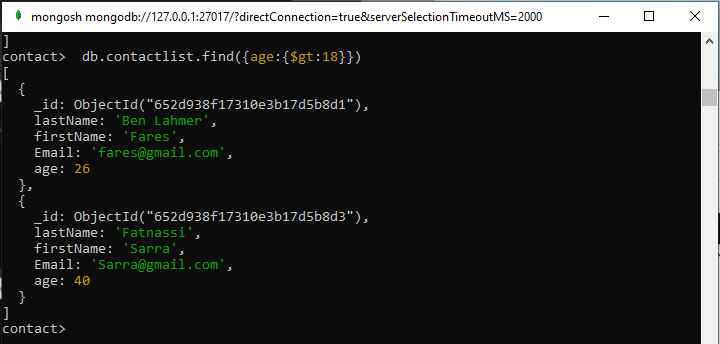 mongosh mongodb://127.0.0.1:27017/?directConnection=true&serverSelectionTimeoutMS=2000
]
contact>  db.contactlist.find({age:{$gt:18}})
[
  {
    _id: ObjectId("652d938f17310e3b17d5b8d1"),
    lastName: 'Ben Lahmer',
    firstName: 'Fares',
    Email: 'fares@gmail.com',
    age: 26
  },
  {
    _id: ObjectId("652d938f17310e3b17d5b8d3"),
    lastName: 'Fatnassi',
    firstName: 'Sarra',
    Email: 'Sarra@gmail.com',
    age: 40
  }
]
contact>